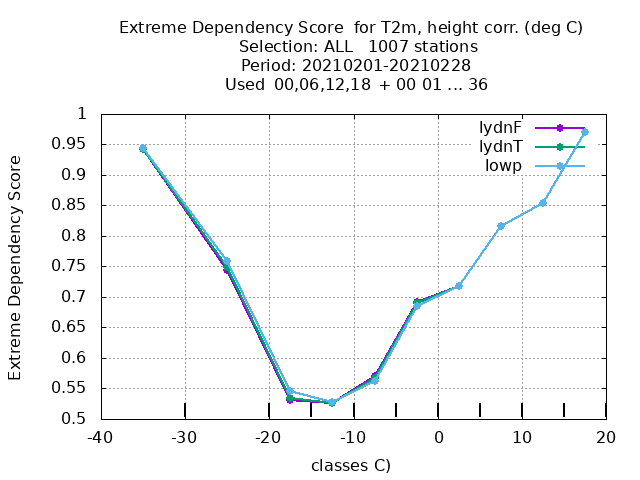 Extreme Dependency Score  for T2m, height corr. (deg C)
Selection: ALL   1007 stations
Period: 20210201-20210228
Used  00,06,12,18 + 00 01 ... 36
lydnF
lydnT
lowp
Extreme Dependency Score
1
0.95
0.9
0.85
0.8
0.75
0.7
0.65
0.6
0.55
0.5
-40 -30 -20 -10 0 10 20
classes C)